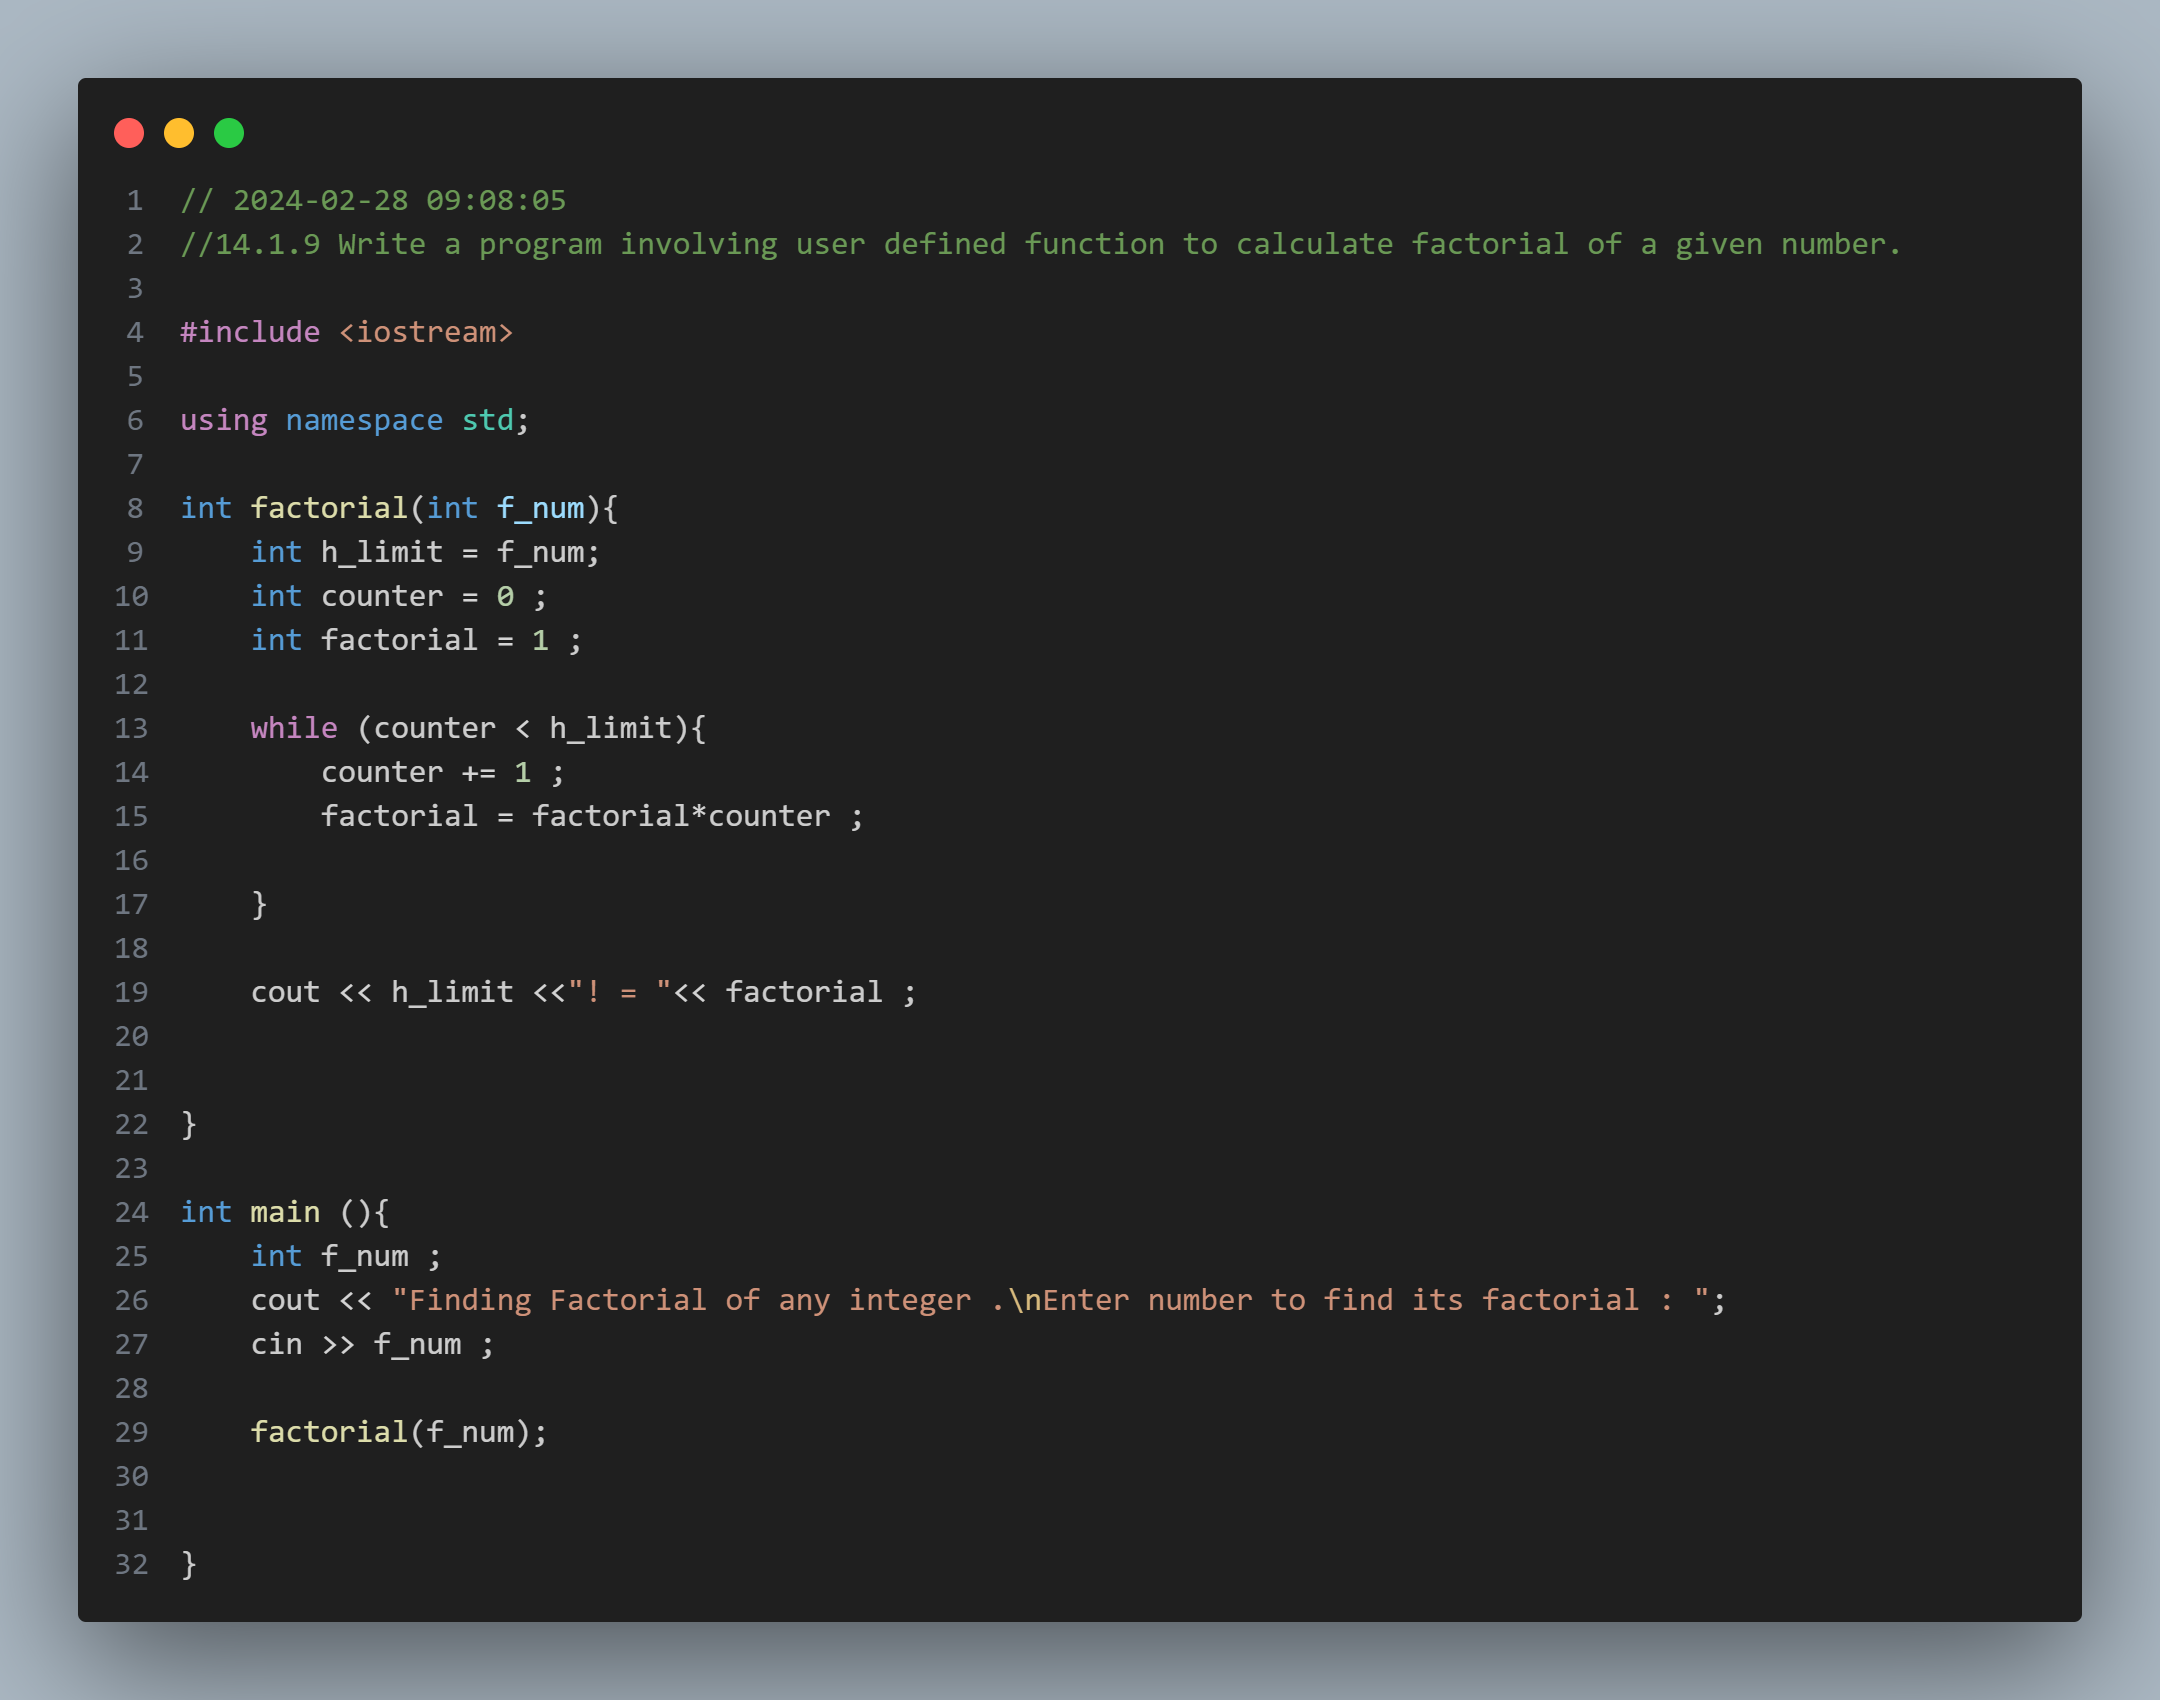 1 // 2024-02-28 09:08:05
2 //14.1.9 Write a program involving user defined function to calculate factorial of a given number.
3
4 #include <iostream>
5
6 using namespace std;
7
8 int factorial(int f_num){
9     int h_limit = f_num;
10     int counter = 0 ;
11     int factorial = 1 ;
12
13     while (counter < h_limit){
14         counter += 1 ;
15         factorial = factorial*counter ;
16
17     }
18
19     cout << h_limit <<"! = "<< factorial ;
20
21
22 }
23
24 int main (){
25     int f_num ;
26     cout << "Finding Factorial of any integer .\nEnter number to find its factorial : ";
27     cin >> f_num ;
28
29     factorial(f_num);
30
31
32 }